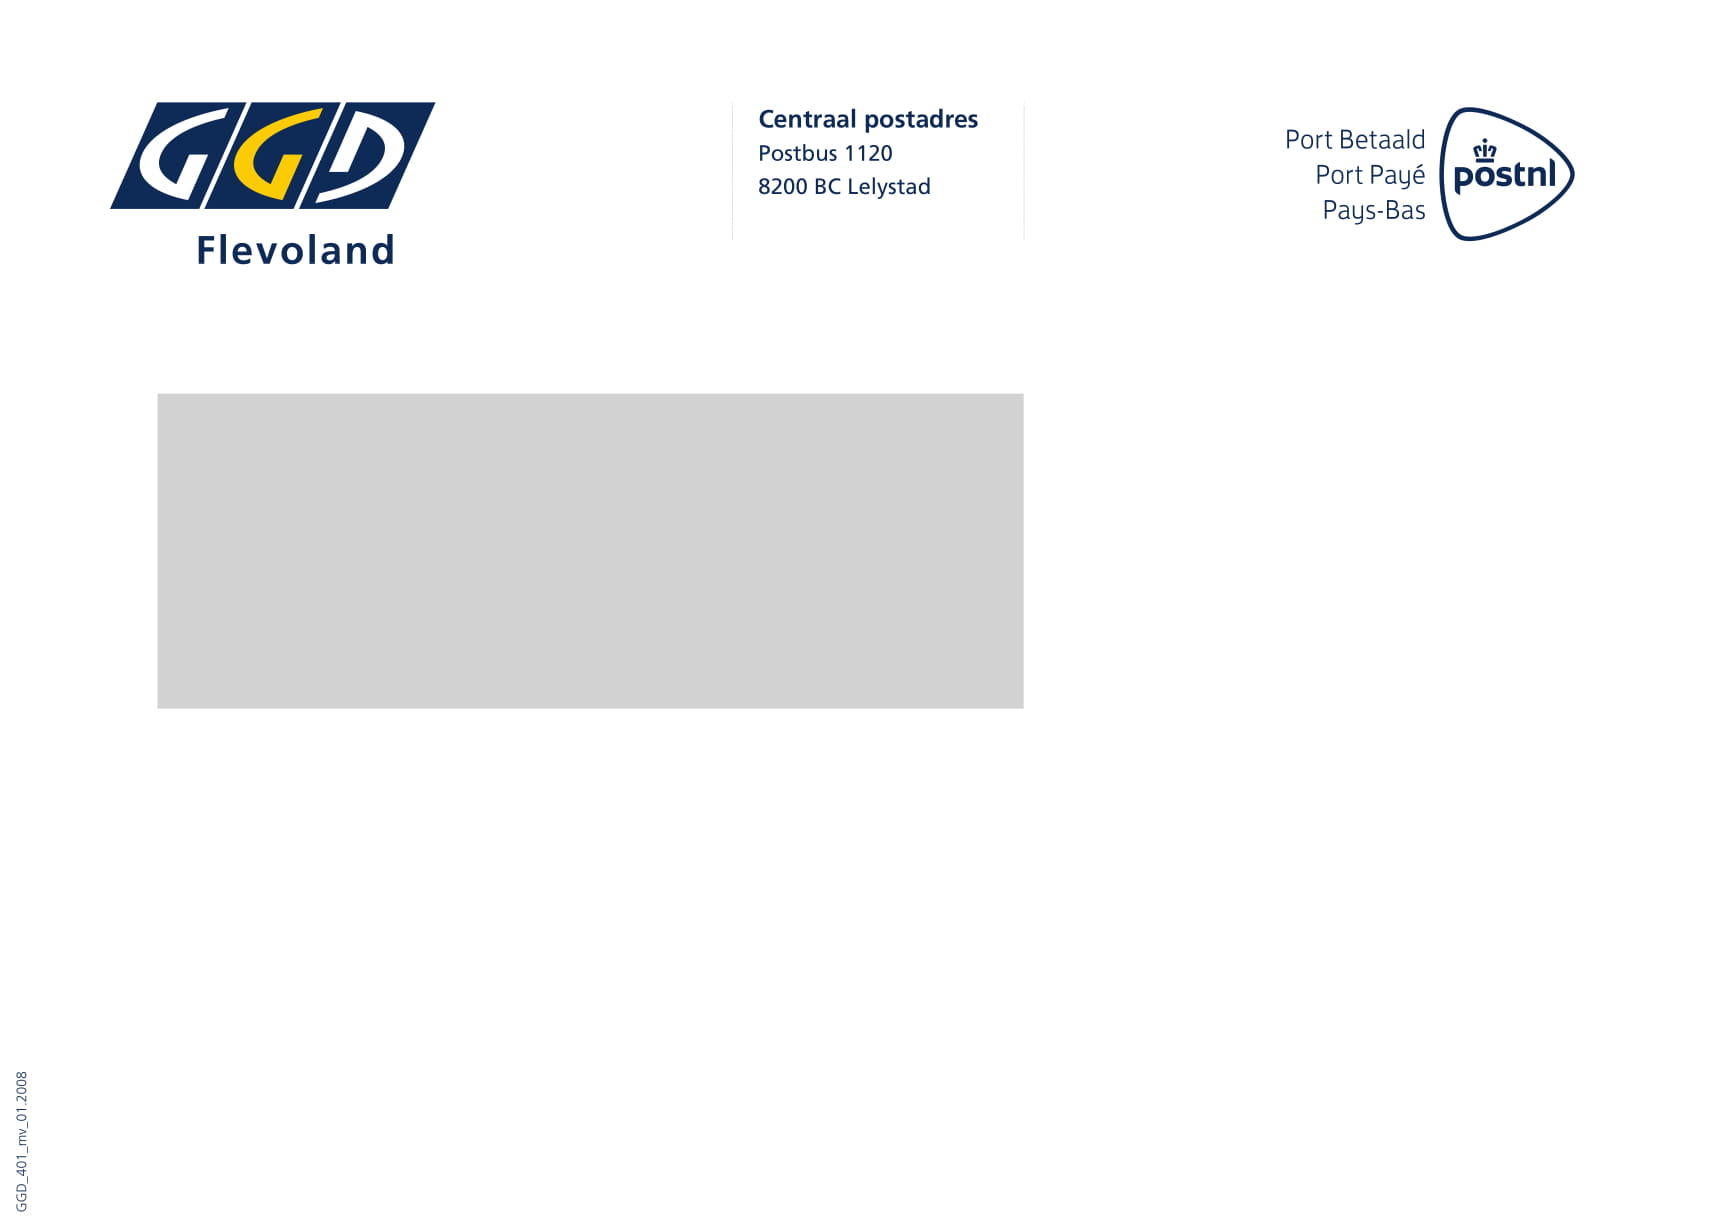 GGD
Flevoland
Centraal postadres
Postbus 1120
8200 BC Lelystad
Port Betaald
Port Payé
Pays-Bas
postnl
GGD_401_mv_01.2008